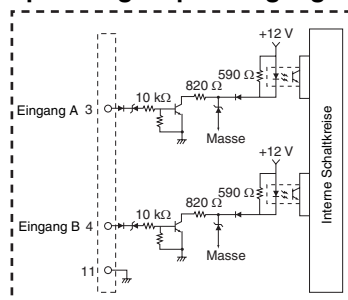 +12 V
590 Ω
820 Ω
10 kΩ
Eingang A 3
Masse
+12 V
590 Ω
820 Ω
10 kΩ
Eingang B 4
Masse
11
Interne Schaltkreise